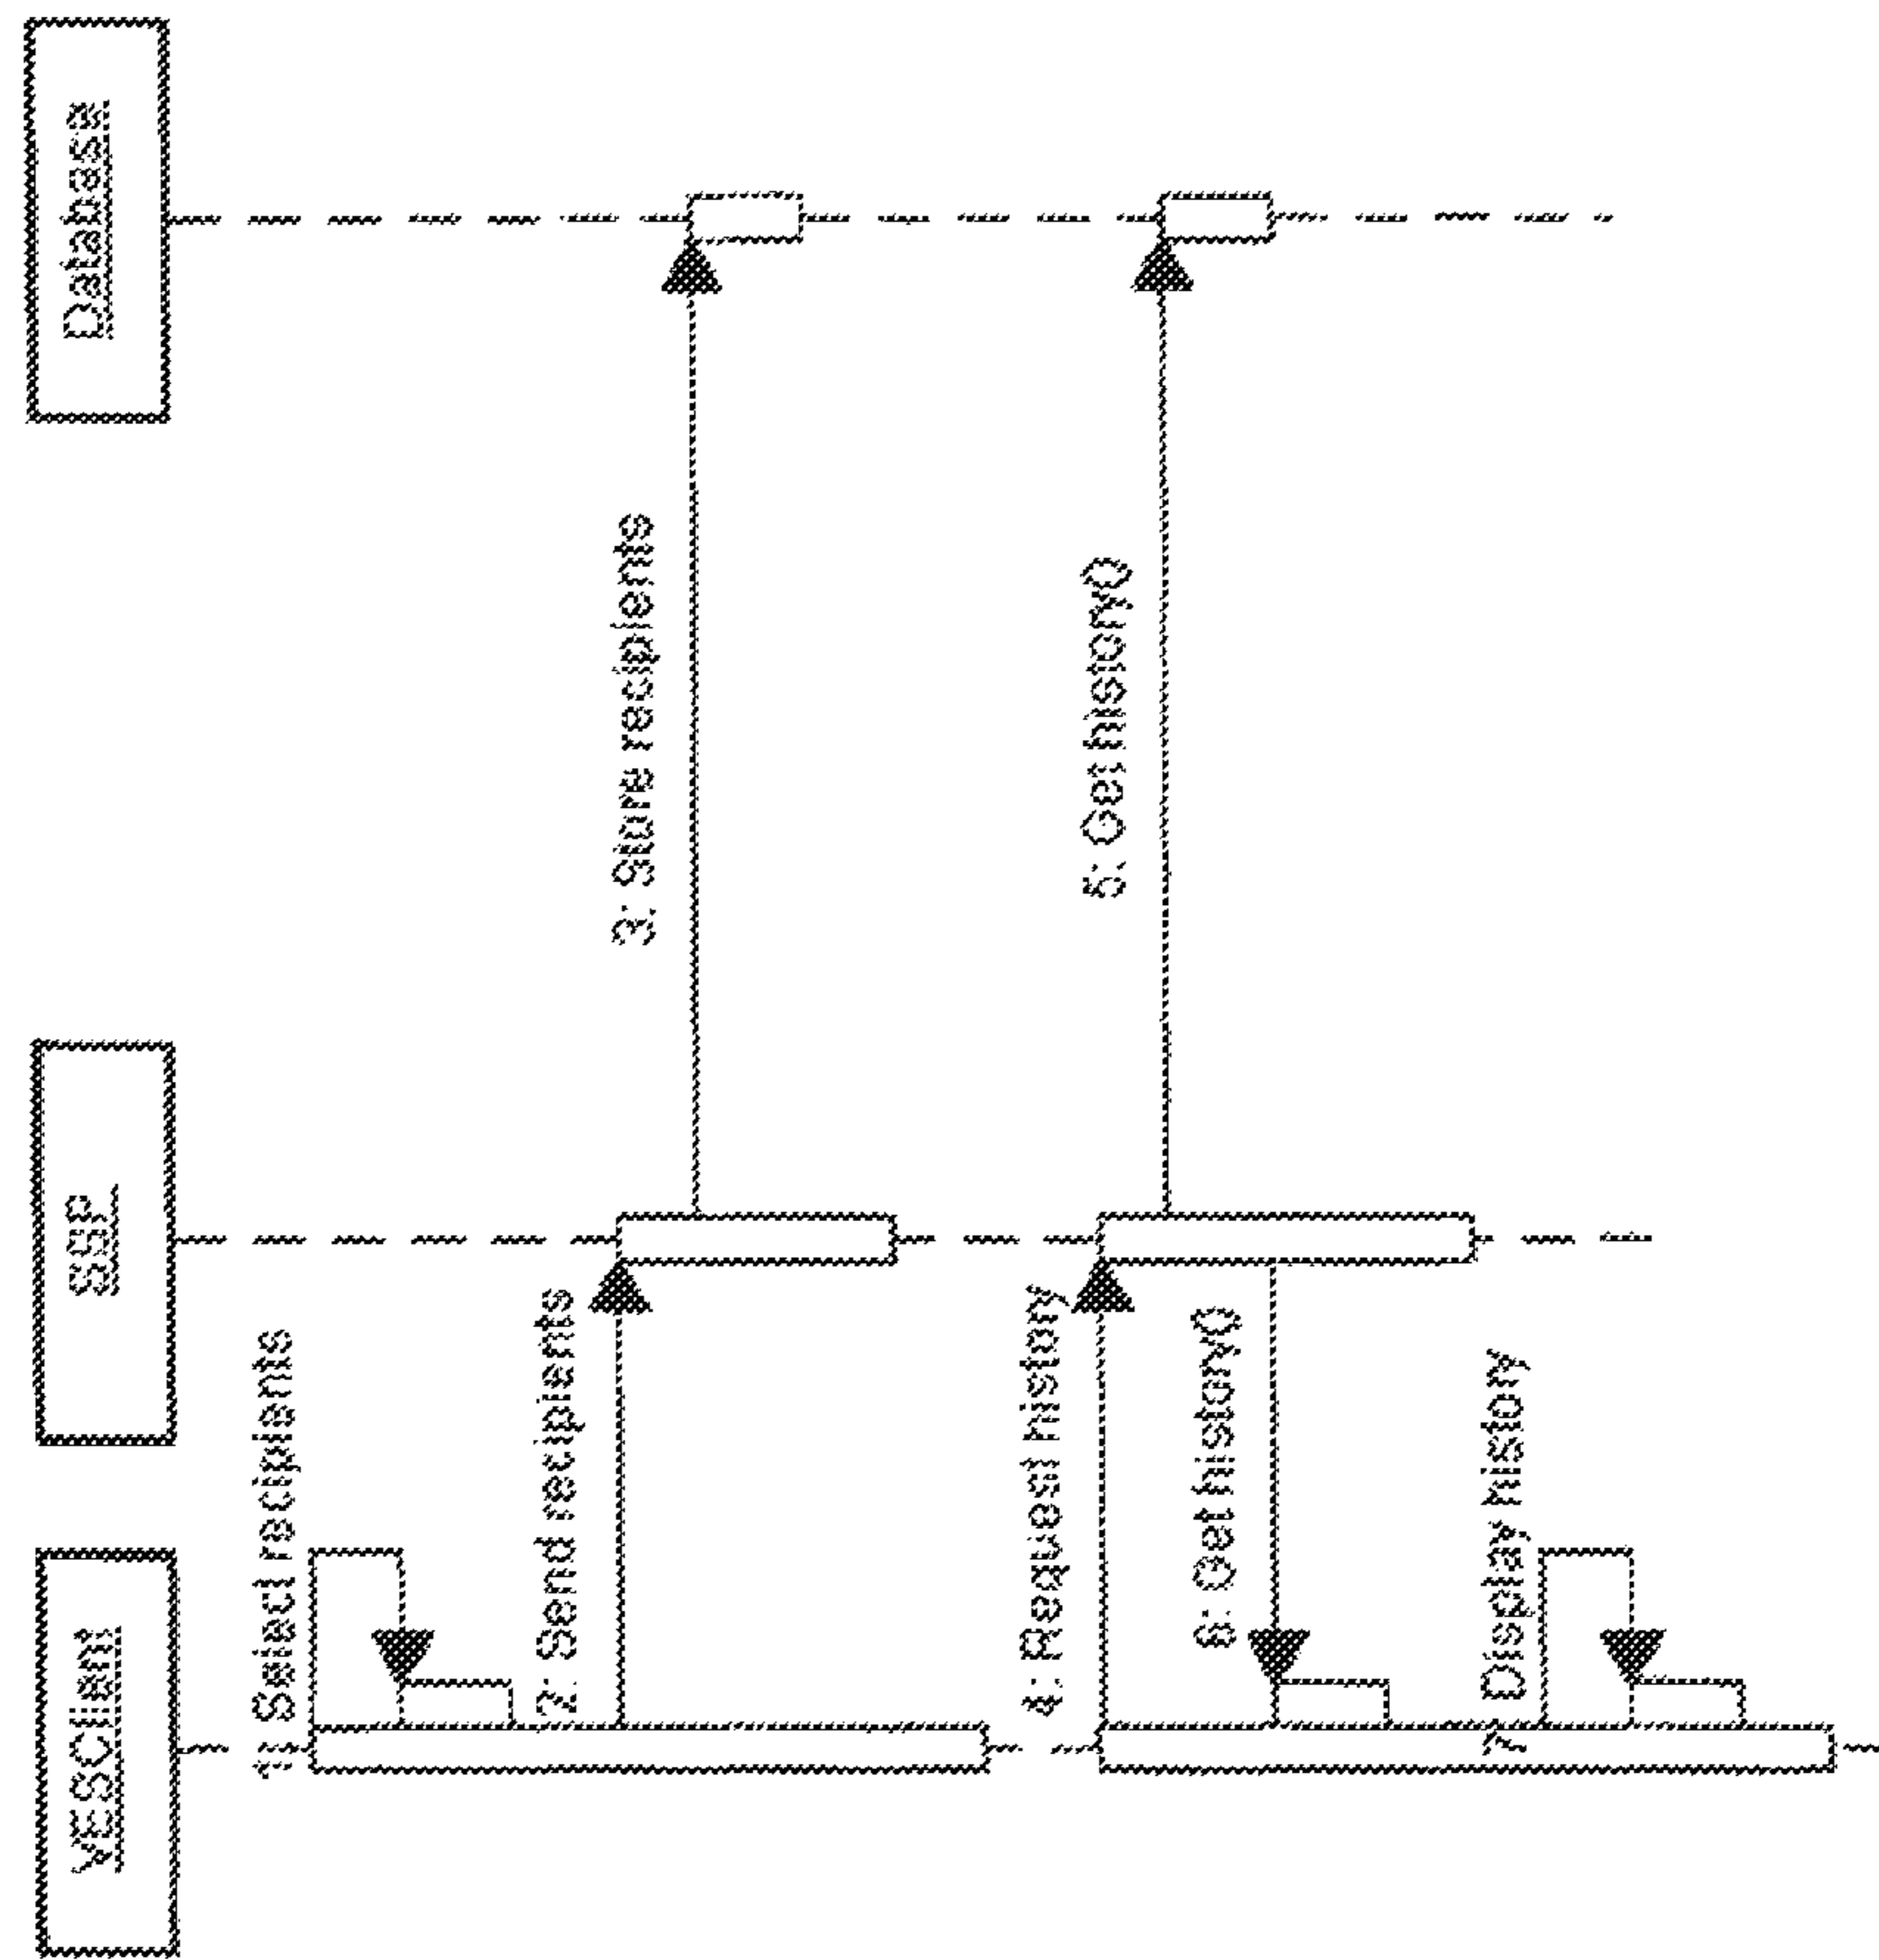 VESClient
SSP
Database
1: Select recipients
2: Send recipients
3: Store recipients
4: Request history
5: Get history()
6: Get history()
7: Display history